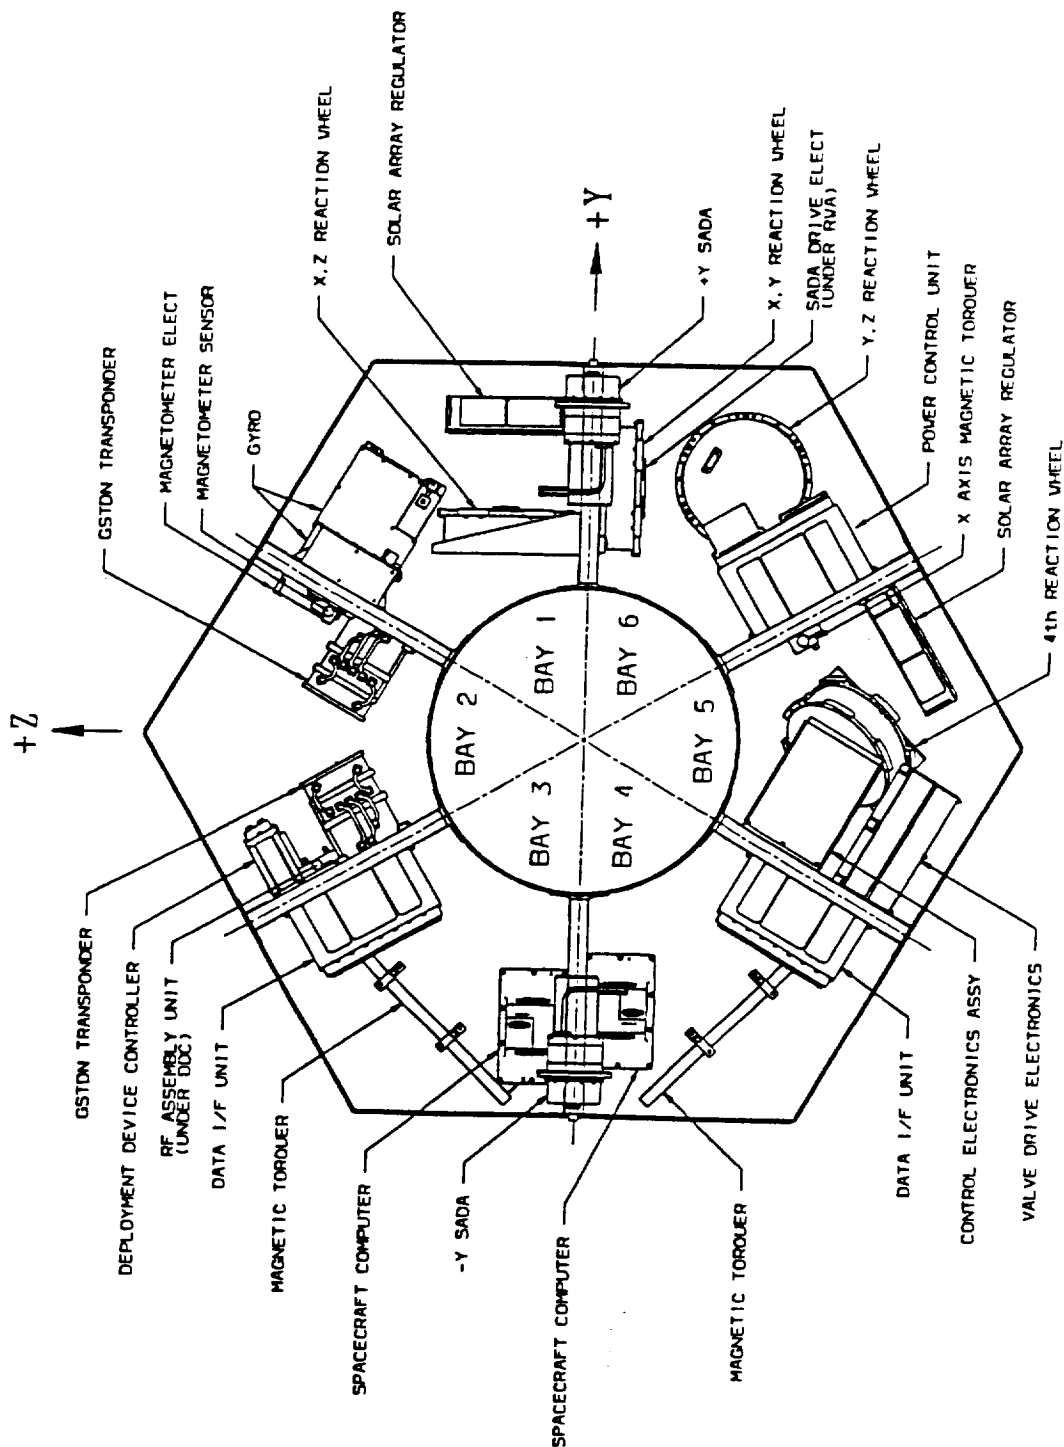 +Z
+Y
GSTDN TRANSPONDER
MAGNETOMETER ELECT
MAGNETOMETER SENSOR
GYRO
X,Z REACTION WHEEL
SOLAR ARRAY REGULATOR
+Y SADA
X,Y REACTION WHEEL
SADA DRIVE ELECT
(UNDER RWA)
Y,Z REACTION WHEEL
POWER CONTROL UNIT
X AXIS MAGNETIC TORQUER
SOLAR ARRAY REGULATOR
4th REACTION WHEEL
BAY 1
BAY 2
BAY 3
BAY 4
BAY 5
BAY 6
GSTDN TRANSPONDER
DEPLOYMENT DEVICE CONTROLLER
RF ASSEMBLY UNIT
(UNDER DDC)
DATA I/F UNIT
MAGNETIC TORQUER
SPACECRAFT COMPUTER
-Y SADA
SPACECRAFT COMPUTER
MAGNETIC TORQUER
DATA I/F UNIT
CONTROL ELECTRONICS ASSY
VALVE DRIVE ELECTRONICS